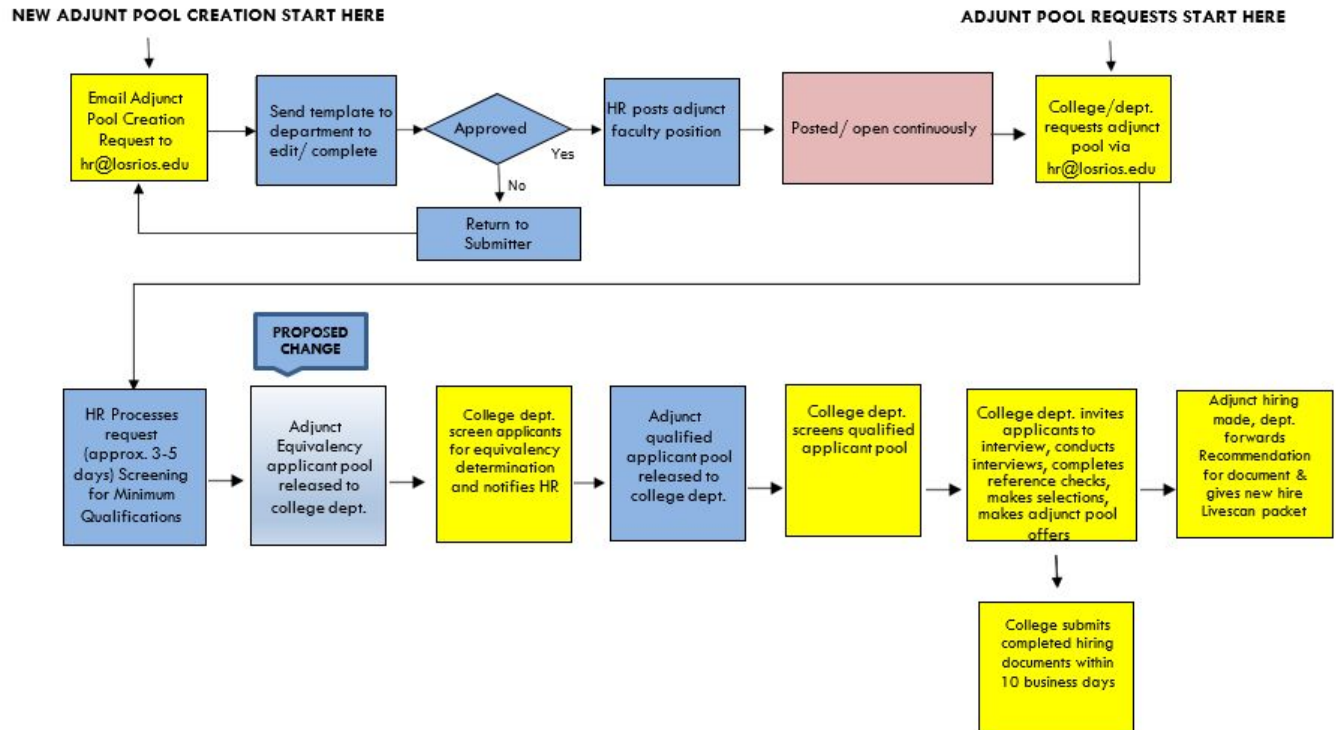 NEW ADJUNT POOL CREATION START HERE
ADJUNT POOL REQUESTS START HERE
Email Adjunct
Pool Creation
Request to
hr@losrios.edu
Send template to
department to
edit/ complete
Approved
Yes
No
Return to
Submitter
HR posts adjunct
faculty position
Posted/ open continuously
College/dept.
requests adjunct
pool via
hr@losrios.edu
PROPOSED
CHANGE
HR Processes
request
(approx. 3-5
days) Screening
for Minimum
Qualifications
Adjunct
Equivalency
applicant pool
released to
college dept.
College dept.
screen applicants
for equivalency
determination
and notifies HR
Adjunct
qualified
applicant pool
released to
college dept.
College dept.
screens qualified
applicant pool
College dept. invites
applicants to
interview, conducts
interviews, completes
reference checks,
makes selections,
makes adjunct pool
offers
Adjunct hiring
made, dept.
forwards
Recommendation
for document &
gives new hire
Livescan packet
College submits
completed hiring
documents within
10 business days